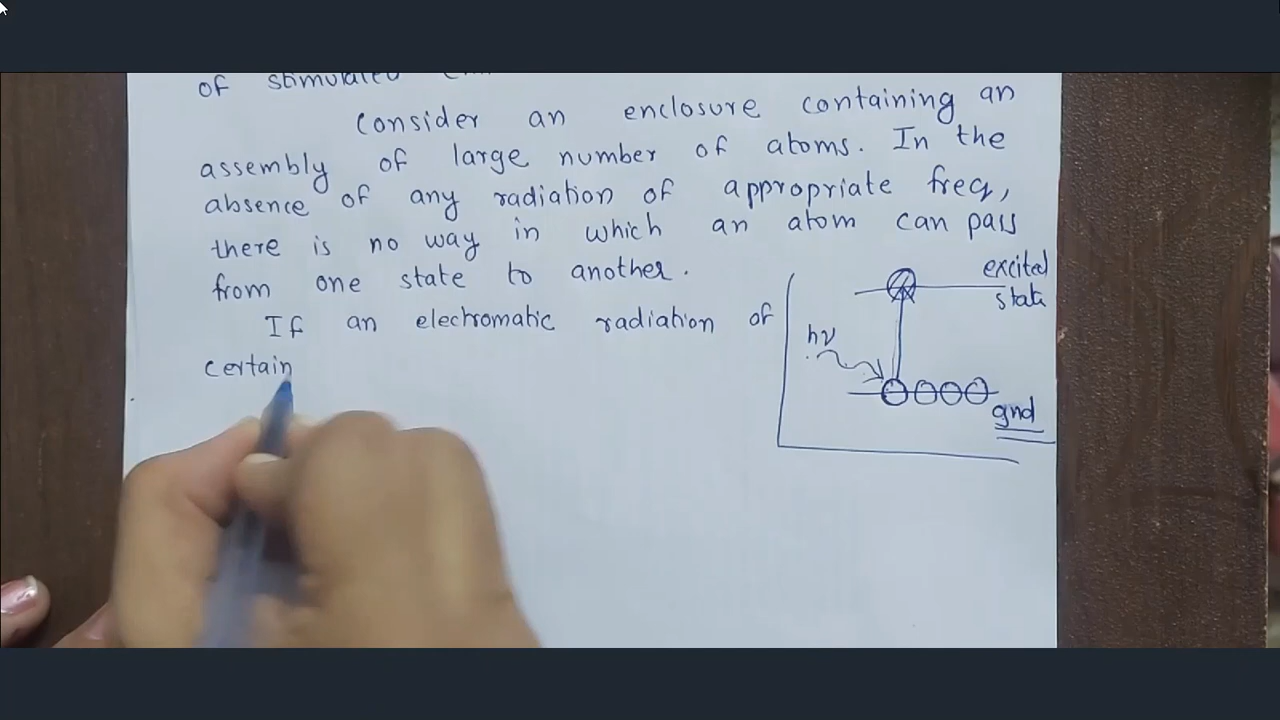 of stimulated
Consider an enclosure containing an
assembly of large number of atoms. In the
absence of any radiation of appropriate freq,
there is no way in which an atom can pass
from one state to another.
excited
state
If an electromatic radiation of
hν
certain
gnd